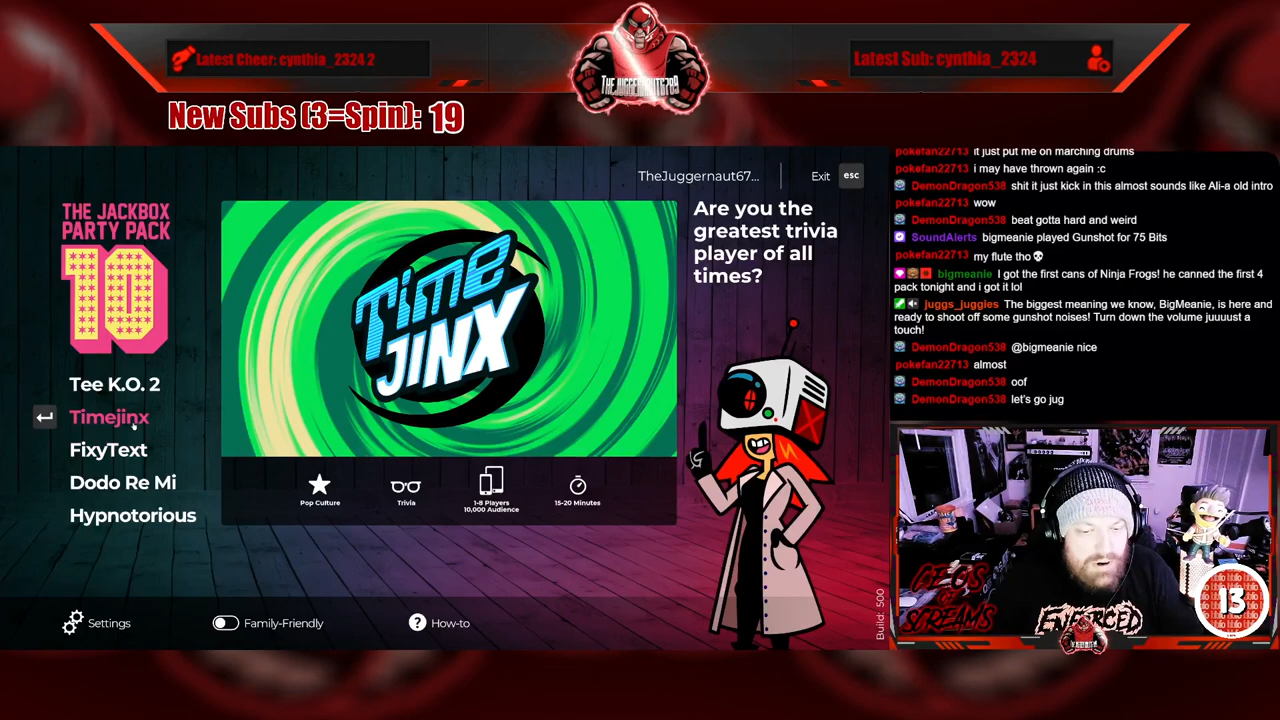 Latest Cheer: cynthia_2324 2
THEJUGGERNAUT6789
Latest Sub: cynthia_2324
New Subs (3=Spin): 19
TheJuggernaut67...
Exit
esc
THE JACKBOX
PARTY PACK
10
Tee K.O. 2
Timejinx
FixyText
Dodo Re Mi
Hypnotorious
Time
JINX
Pop Culture
Trivia
1-8 Players
10,000 Audience
15-20 Minutes
Are you the
greatest trivia
player of all
times?
Settings
Family-Friendly
? How-to
Build: 500
pokefan22713 it just put me on marching drums
pokefan22713 i may have thrown again :c
DemonDragon538 shit it just kick in this almost sounds like Ali-a old intro
pokefan22713 wow
DemonDragon538 beat gotta hard and weird
SoundAlerts bigmeanie played Gunshot for 75 Bits
pokefan22713 my flute tho💀
bigmeanie I got the first cans of Ninja Frogs! he canned the first 4
pack tonight and i got it lol
juggs_juggies The biggest meaning we know, BigMeanie, is here and
ready to shoot off some gunshot noises! Turn down the volume juuuust a
touch!
DemonDragon538 @bigmeanie nice
pokefan22713 almost
DemonDragon538 oof
DemonDragon538 let's go jug
GEGS
OF
SCREAMS
ENFORCED
13